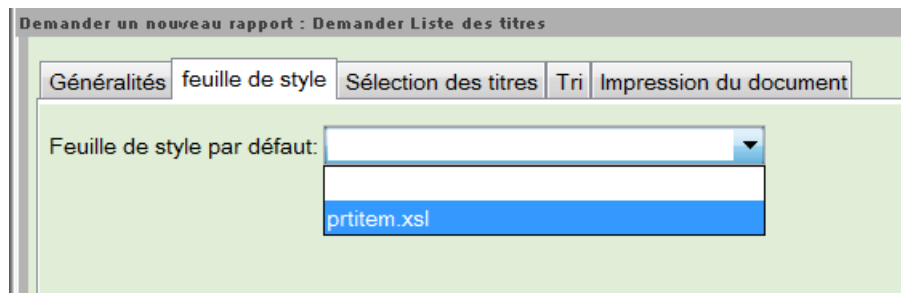 Demander un nouveau rapport : Demander Liste des titres
Généralités feuille de style Sélection des titres Tri Impression du document
Feuille de style par défaut:
prtitem.xsl